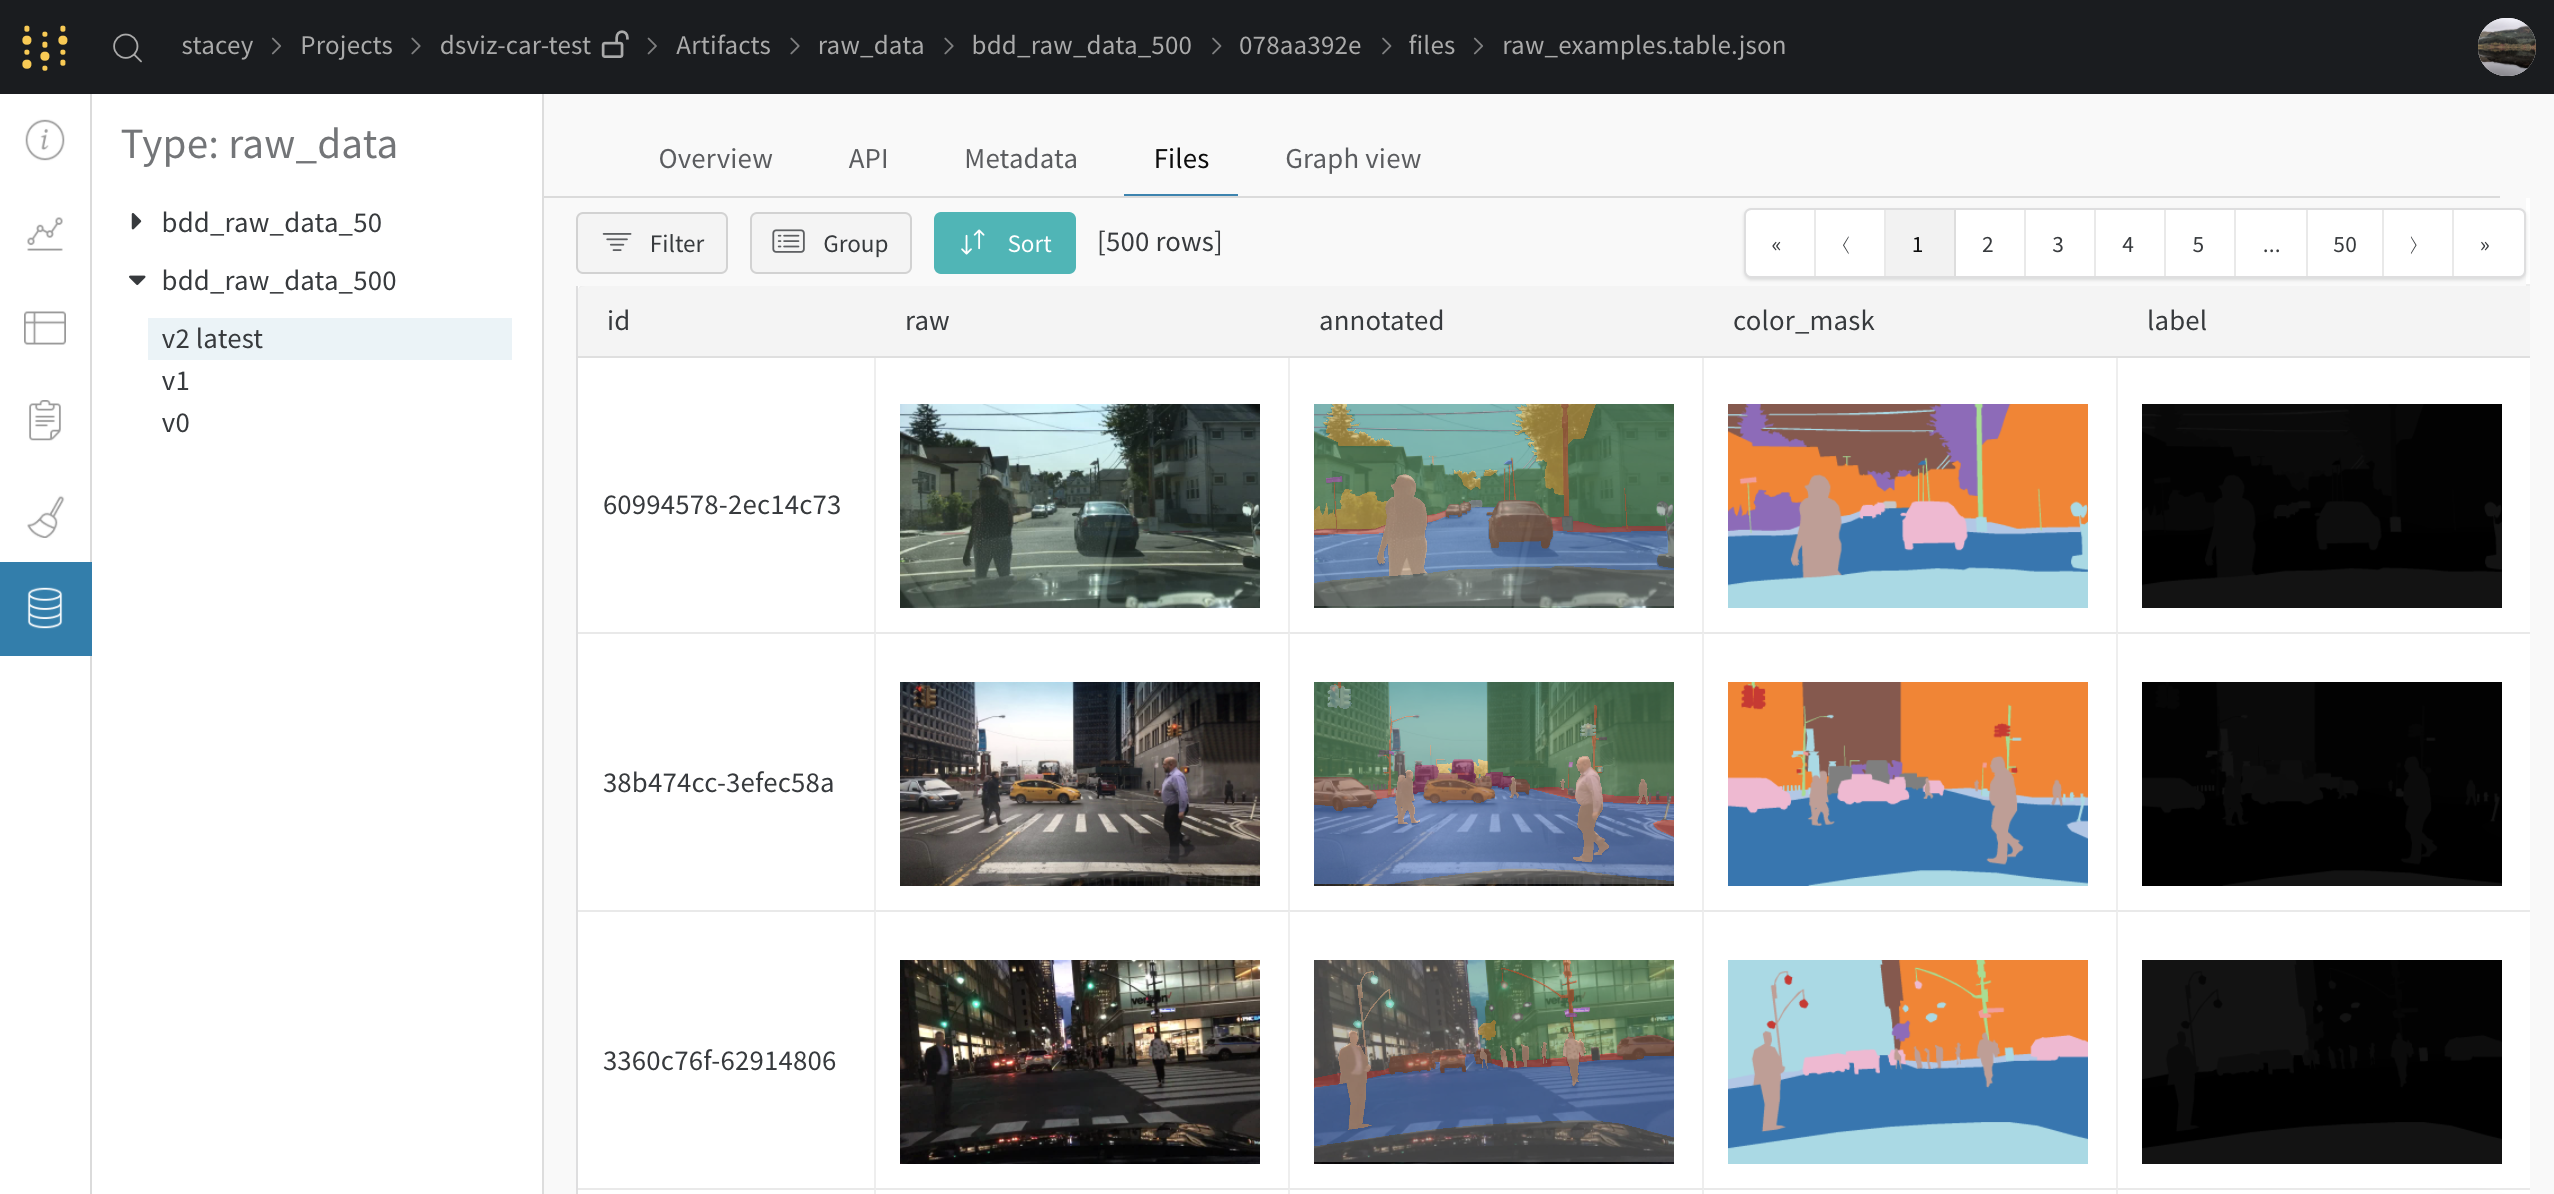 stacey > Projects > dsviz-car-test > Artifacts > raw_data > bdd_raw_data_500 > 078aa392e > files > raw_examples.table.json
Type: raw_data
bdd_raw_data_50
bdd_raw_data_500
v2 latest
v1
v0
Overview API Metadata Files Graph view
Filter Group Sort [500 rows] « ‹ 1 2 3 4 5 ... 50 › »
id raw annotated color_mask label
60994578-2ec14c73
38b474cc-3efec58a
3360c76f-62914806
verizon